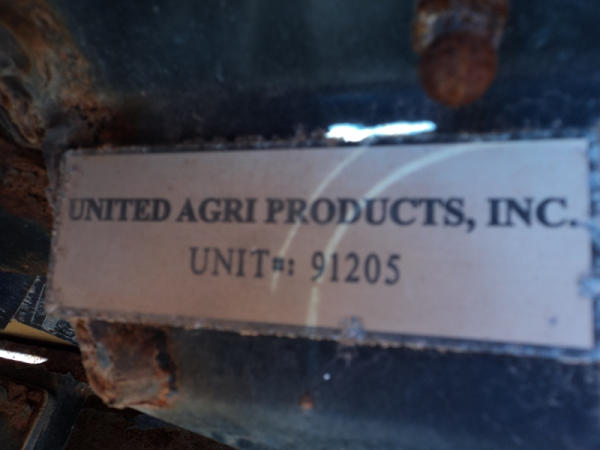 UNITED AGRI PRODUCTS, INC.
UNIT#: 91205